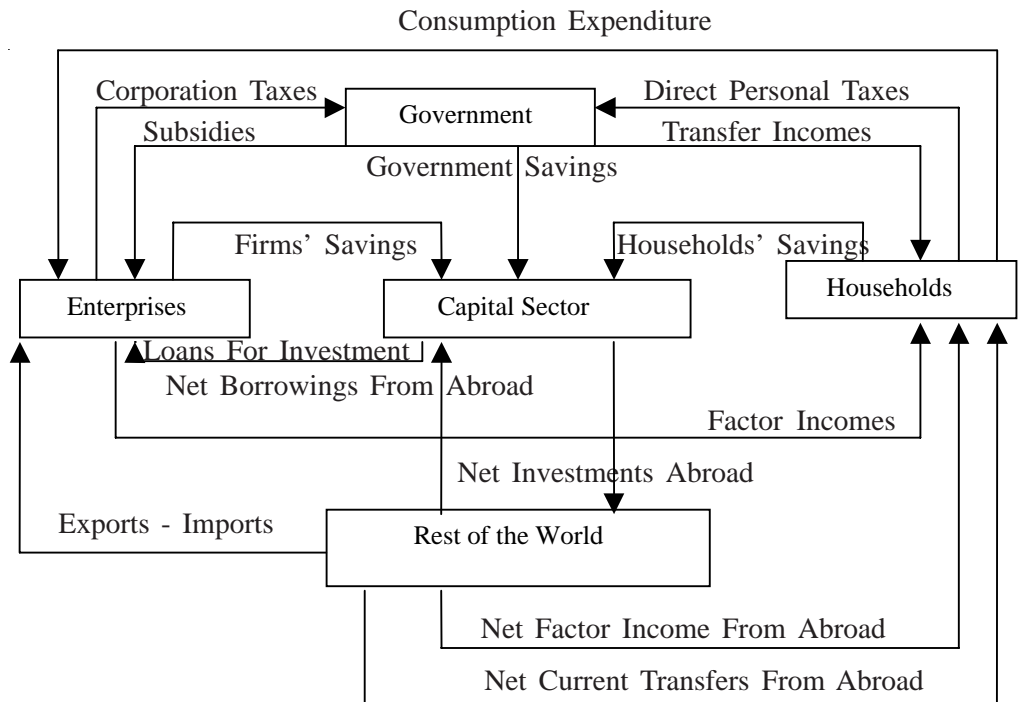 Consumption Expenditure
Corporation Taxes
Direct Personal Taxes
Government
Subsidies
Transfer Incomes
Government Savings
Firms' Savings
Households' Savings
Enterprises
Capital Sector
Households
Loans For Investment
Net Borrowings From Abroad
Factor Incomes
Net Investments Abroad
Exports - Imports
Rest of the World
Net Factor Income From Abroad
Net Current Transfers From Abroad